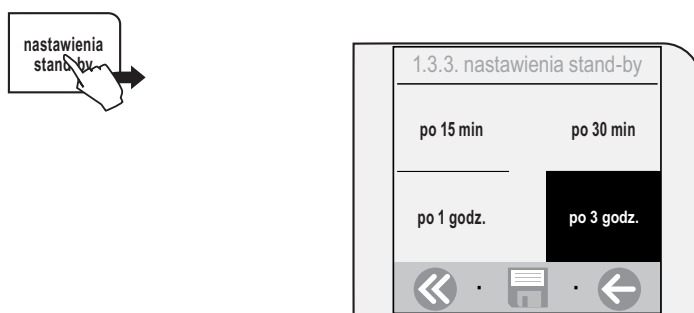 nastawienia
stand-by
1.3.3. nastawienia stand-by
po 15 min
po 30 min
po 1 godz.
po 3 godz.